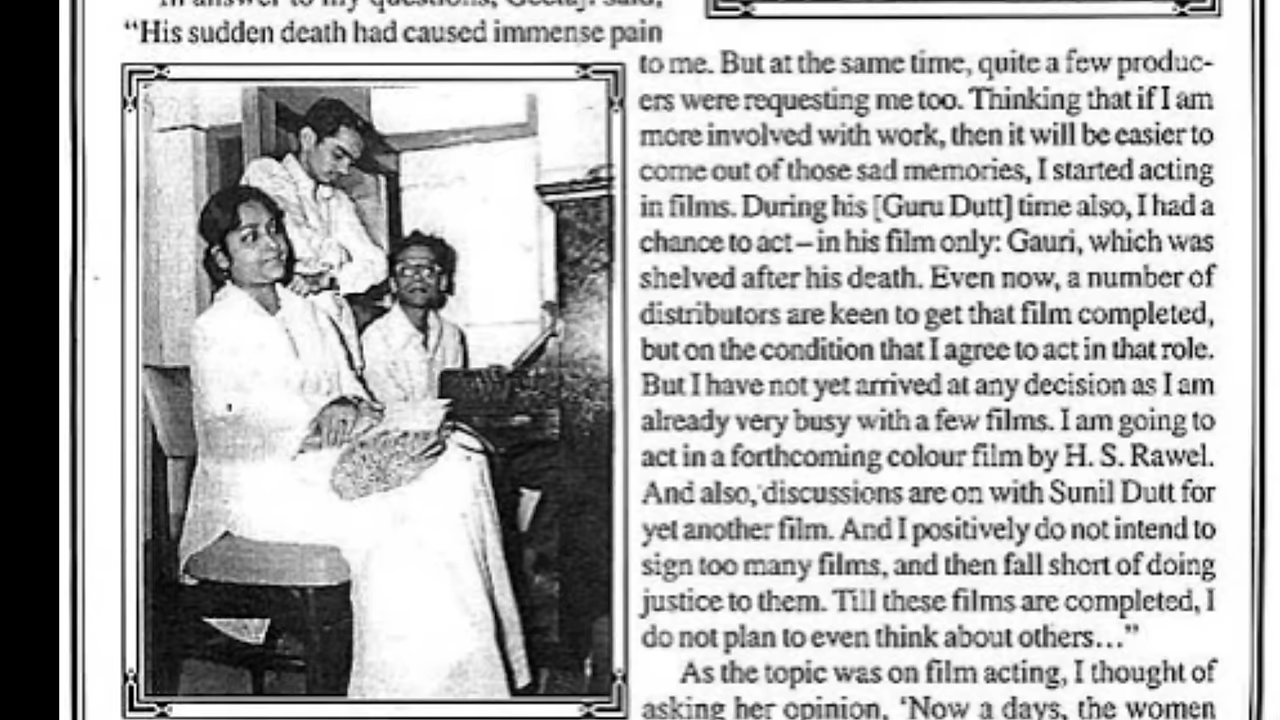 In answer to my questions, Geetaji said,
“His sudden death had caused immense pain
to me. But at the same time, quite a few produc-
ers were requesting me too. Thinking that if I am
more involved with work, then it will be easier to
come out of those sad memories, I started acting
in films. During his [Guru Dutt] time also, I had a
chance to act – in his film only: Gauri, which was
shelved after his death. Even now, a number of
distributors are keen to get that film completed,
but on the condition that I agree to act in that role.
But I have not yet arrived at any decision as I am
already very busy with a few films. I am going to
act in a forthcoming colour film by H. S. Rawel.
And also, discussions are on with Sunil Dutt for
yet another film. And I positively do not intend to
sign too many films, and then fall short of doing
justice to them. Till these films are completed, I
do not plan to even think about others...”
As the topic was on film acting, I thought of
asking her opinion, ‘Now a days, the women